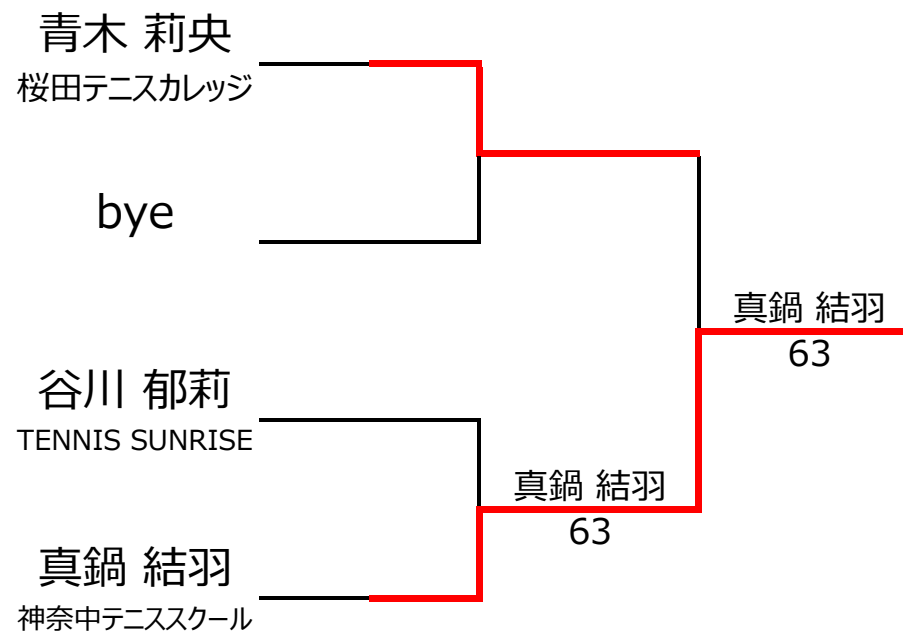 青木 莉央
桜田テニスカレッジ
bye
谷川 郁莉
TENNIS SUNRISE
真鍋 結羽
神奈中テニススクール
真鍋 結羽
63
真鍋 結羽
63